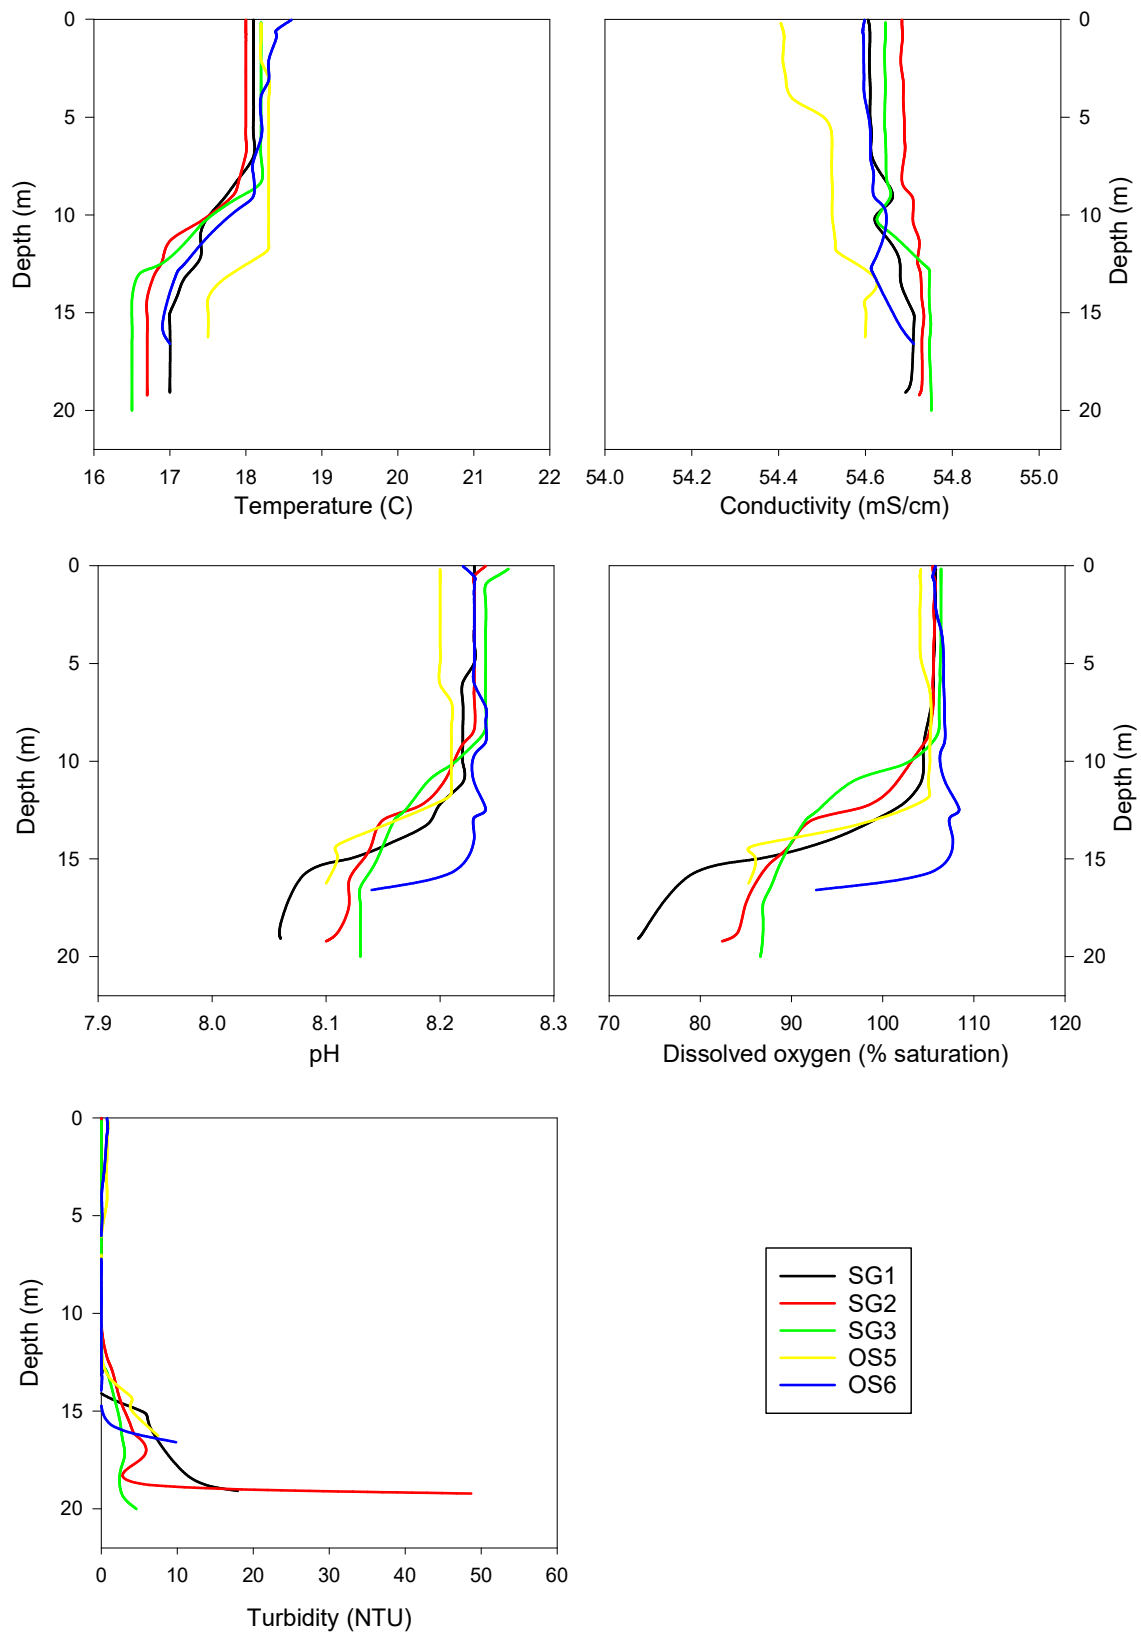 0
5
10
15
20
Depth (m)
16 17 18 19 20 21 22
Temperature (C)
0
5
10
15
20
Depth (m)
54.0 54.2 54.4 54.6 54.8 55.0
Conductivity (mS/cm)
0
5
10
15
20
Depth (m)
7.9 8.0 8.1 8.2 8.3
pH
0
5
10
15
20
Depth (m)
70 80 90 100 110 120
Dissolved oxygen (% saturation)
0
5
10
15
20
Depth (m)
0 10 20 30 40 50 60
Turbidity (NTU)
SG1
SG2
SG3
OS5
OS6